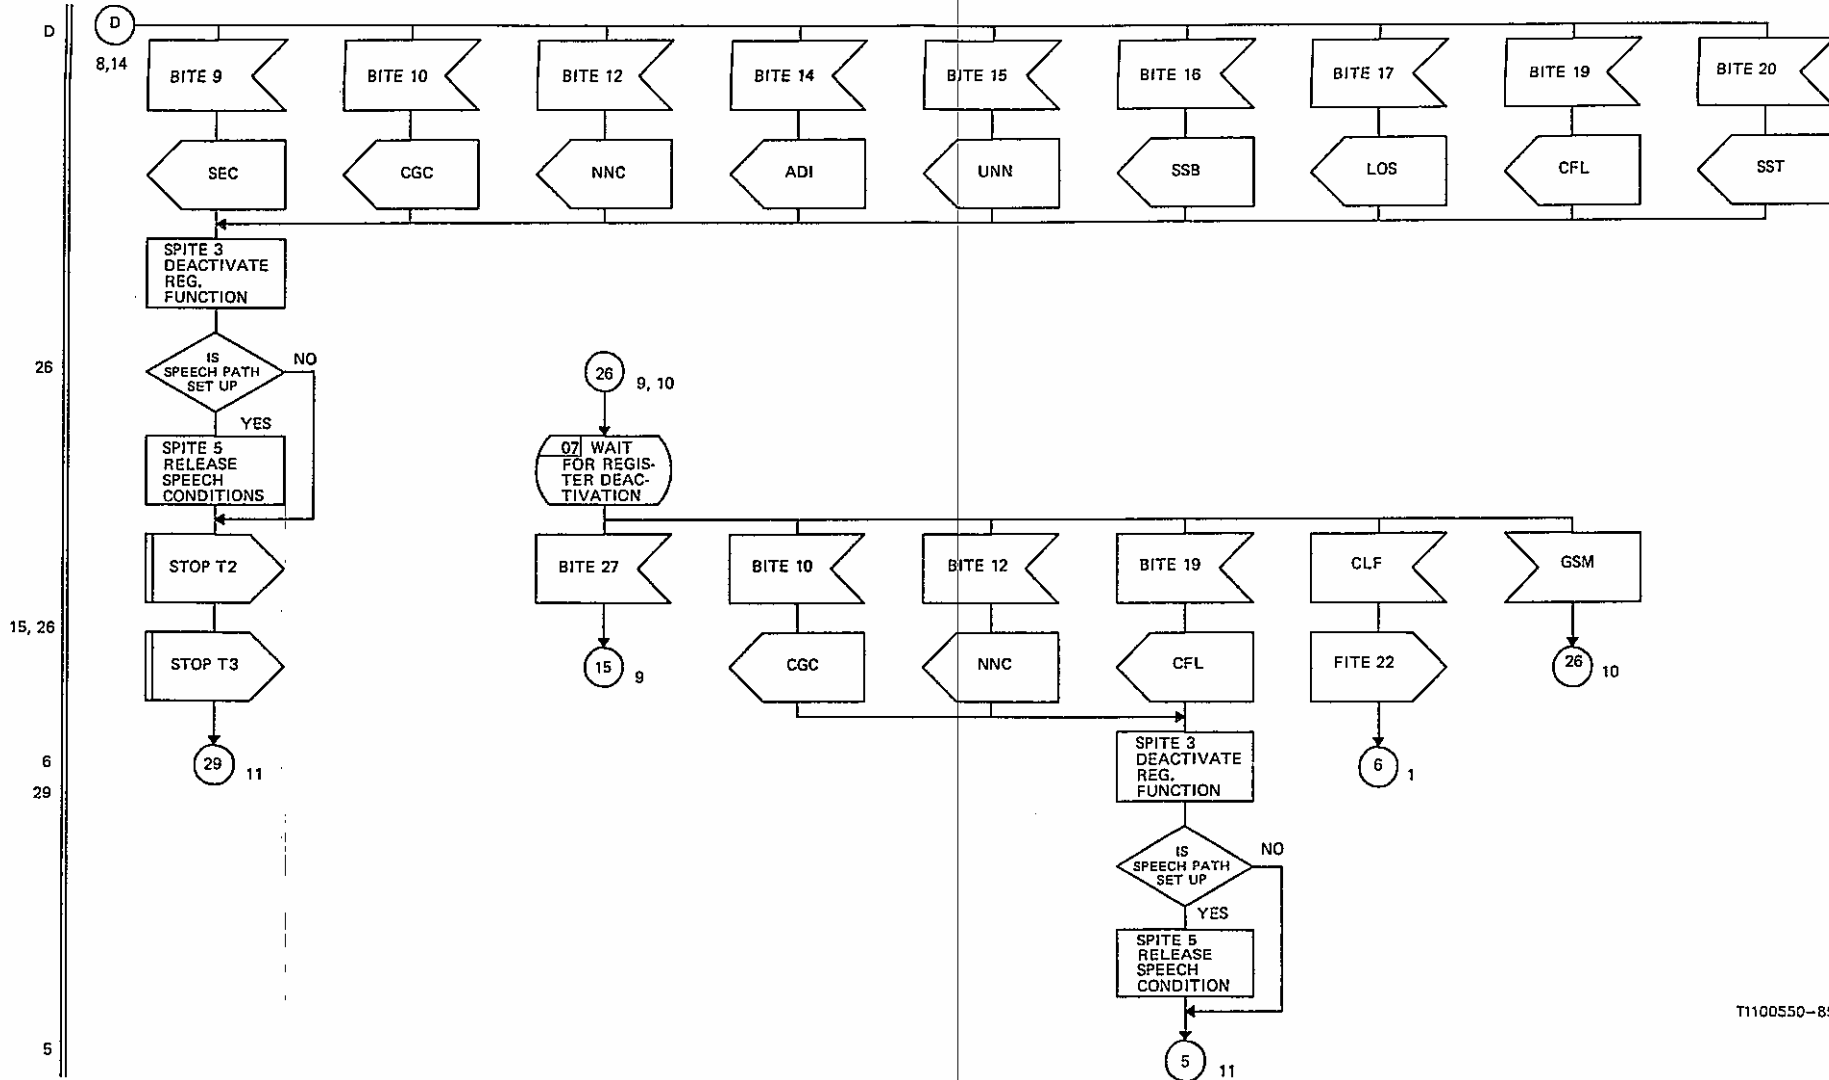 D
D
8,14
BITE 9
BITE 10
BITE 12
BITE 14
BITE 15
BITE 16
BITE 17
BITE 19
BITE 20
SEC
CGC
NNC
ADI
UNN
SSB
LOS
CFL
SST
SPITE 3
DEACTIVATE
REG.
FUNCTION
26
IS
SPEECH PATH
SET UP
NO
YES
26
9, 10
SPITE 5
RELEASE
SPEECH
CONDITIONS
07 WAIT
FOR REGIS-
TER DEAC-
TIVATION
STOP T2
BITE 27
BITE 10
BITE 12
BITE 19
CLF
GSM
15, 26
STOP T3
15
9
CGC
NNC
CFL
FITE 22
26
10
6
29
29
11
SPITE 3
DEACTIVATE
REG.
FUNCTION
6
1
IS
SPEECH PATH
SET UP
NO
YES
SPITE 5
RELEASE
SPEECH
CONDITION
T1100550-85
5
5
11